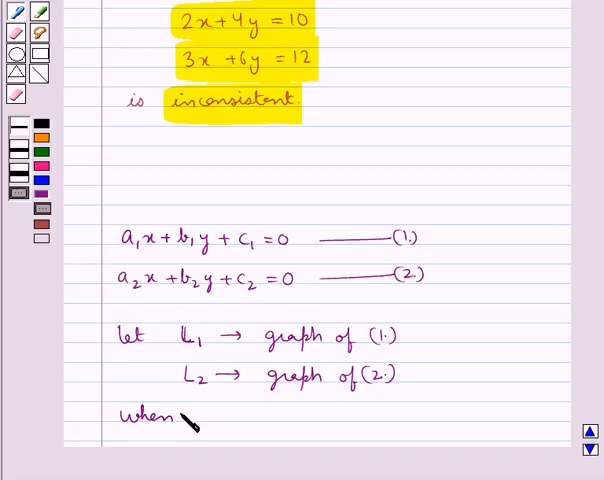 2x+4y=10
3x+6y=12
is inconsistent.
a₁x+b₁y+c₁=0 ——— (1.)
a₂x+b₂y+c₂=0 ——— (2.)
let L₁ → graph of (1.)
L₂ → graph of (2.)
when